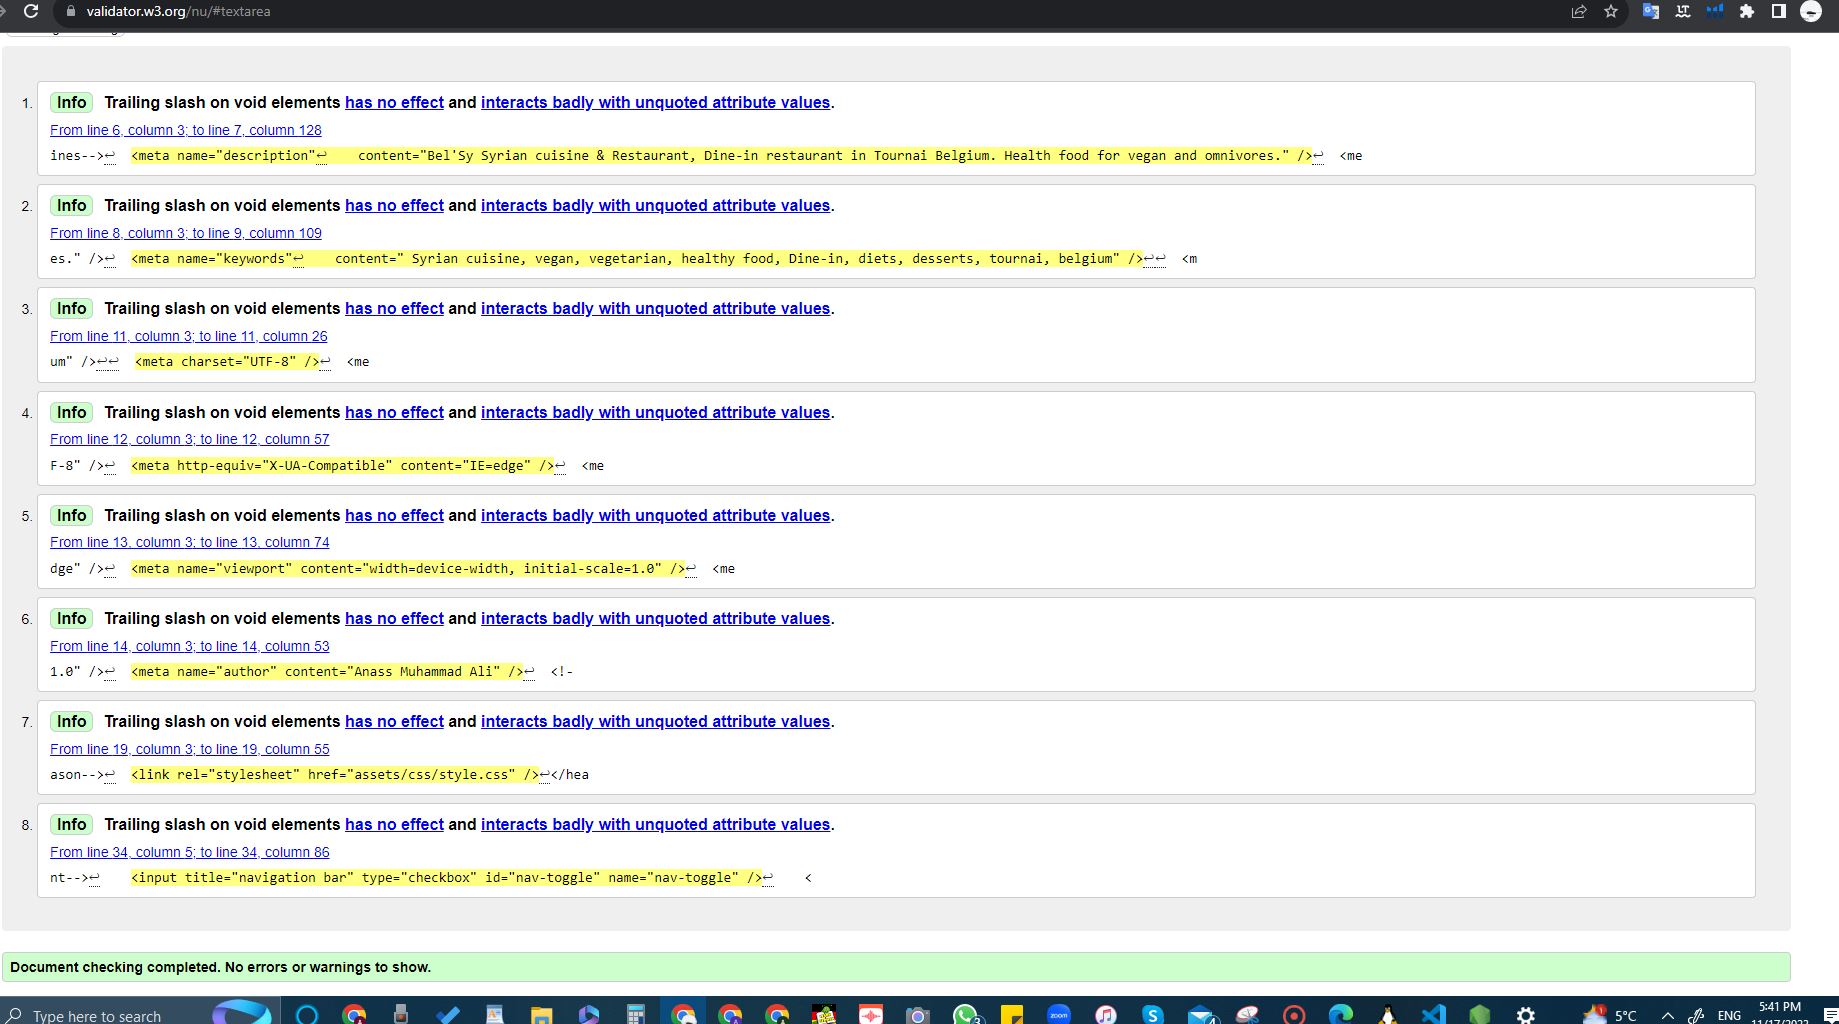 validator.w3.org/nu/#textarea
1. Info Trailing slash on void elements has no effect and interacts badly with unquoted attribute values.
From line 6, column 3; to line 7, column 128
ines-->↩ <meta name="description"↩ content="Bel'Sy Syrian cuisine & Restaurant, Dine-in restaurant in Tournai Belgium. Health food for vegan and omnivores." />↩ <me
2. Info Trailing slash on void elements has no effect and interacts badly with unquoted attribute values.
From line 8, column 3; to line 9, column 109
es." />↩ <meta name="keywords"↩ content=" Syrian cuisine, vegan, vegetarian, healthy food, Dine-in, diets, desserts, tournai, belgium" />↩↩ <m
3. Info Trailing slash on void elements has no effect and interacts badly with unquoted attribute values.
From line 11, column 3; to line 11, column 26
um" />↩↩ <meta charset="UTF-8" />↩ <me
4. Info Trailing slash on void elements has no effect and interacts badly with unquoted attribute values.
From line 12, column 3; to line 12, column 57
F-8" />↩ <meta http-equiv="X-UA-Compatible" content="IE=edge" />↩ <me
5. Info Trailing slash on void elements has no effect and interacts badly with unquoted attribute values.
From line 13, column 3; to line 13, column 74
dge" />↩ <meta name="viewport" content="width=device-width, initial-scale=1.0" />↩ <me
6. Info Trailing slash on void elements has no effect and interacts badly with unquoted attribute values.
From line 14, column 3; to line 14, column 53
1.0" />↩ <meta name="author" content="Anass Muhammad Ali" />↩ <!-
7. Info Trailing slash on void elements has no effect and interacts badly with unquoted attribute values.
From line 19, column 3; to line 19, column 55
ason-->↩ <link rel="stylesheet" href="assets/css/style.css" />↩</hea
8. Info Trailing slash on void elements has no effect and interacts badly with unquoted attribute values.
From line 34, column 5; to line 34, column 86
nt-->↩ <input title="navigation bar" type="checkbox" id="nav-toggle" name="nav-toggle" />↩ <
Document checking completed. No errors or warnings to show.
Type here to search
zoom
5°C ENG 5:41 PM